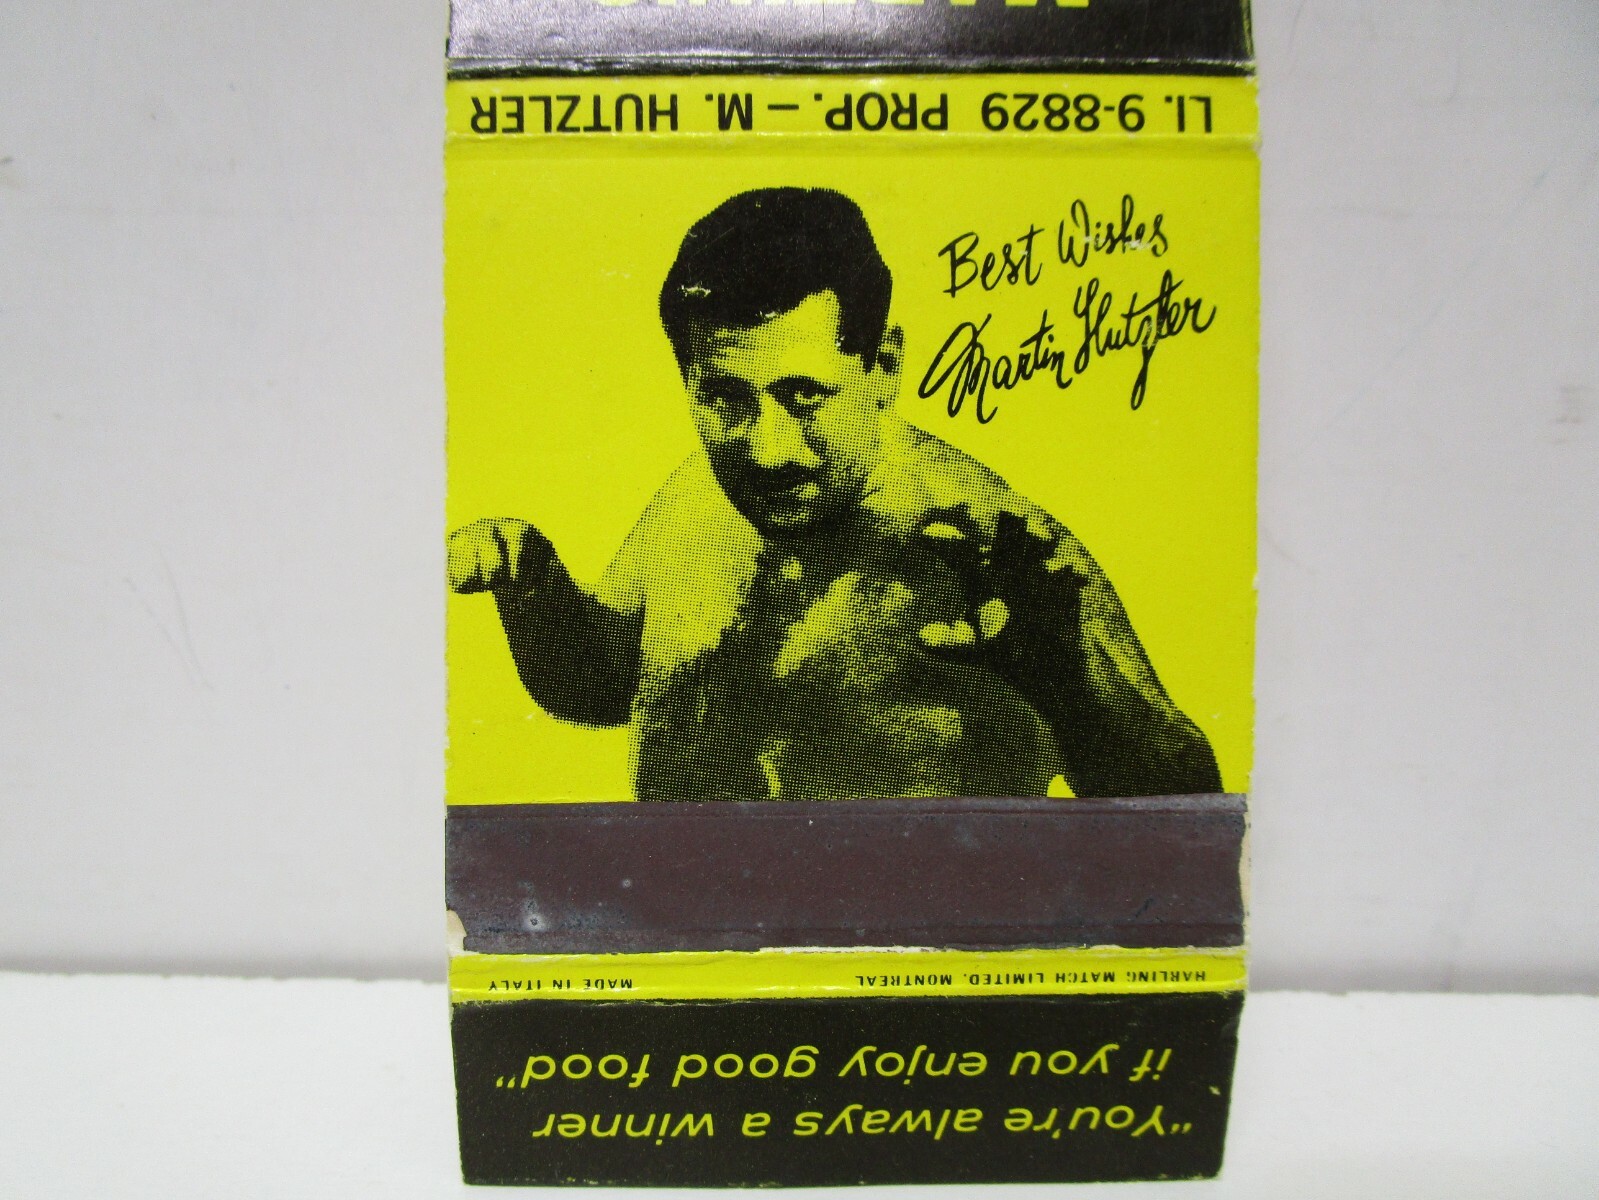 LI. 9-8829 PROP. – M. HUTZLER
Best Wishes
Martin Hutzler
HARLING MATCH LIMITED, MONTREAL MADE IN ITALY
"You're always a winner
if you enjoy good food"